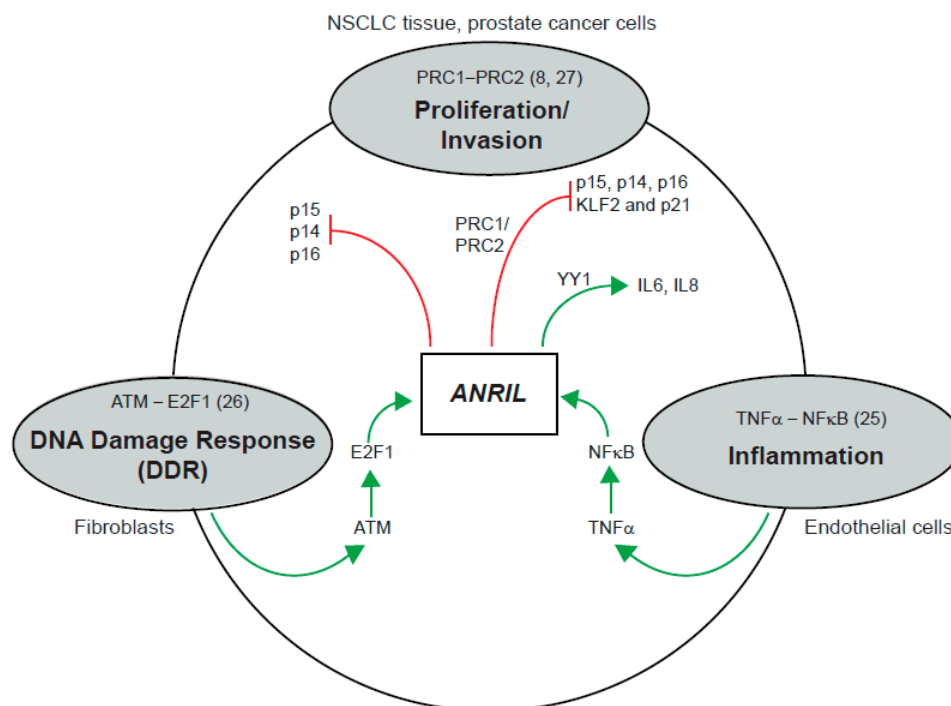 NSCLC tissue, prostate cancer cells
PRC1–PRC2 (8, 27)
Proliferation/
Invasion
p15
p14
p16
PRC1/
PRC2
p15, p14, p16
KLF2 and p21
YY1
IL6, IL8
ANRIL
ATM – E2F1 (26)
DNA Damage Response
(DDR)
Fibroblasts
E2F1
ATM
NFκB
TNFα
TNFα – NFκB (25)
Inflammation
Endothelial cells